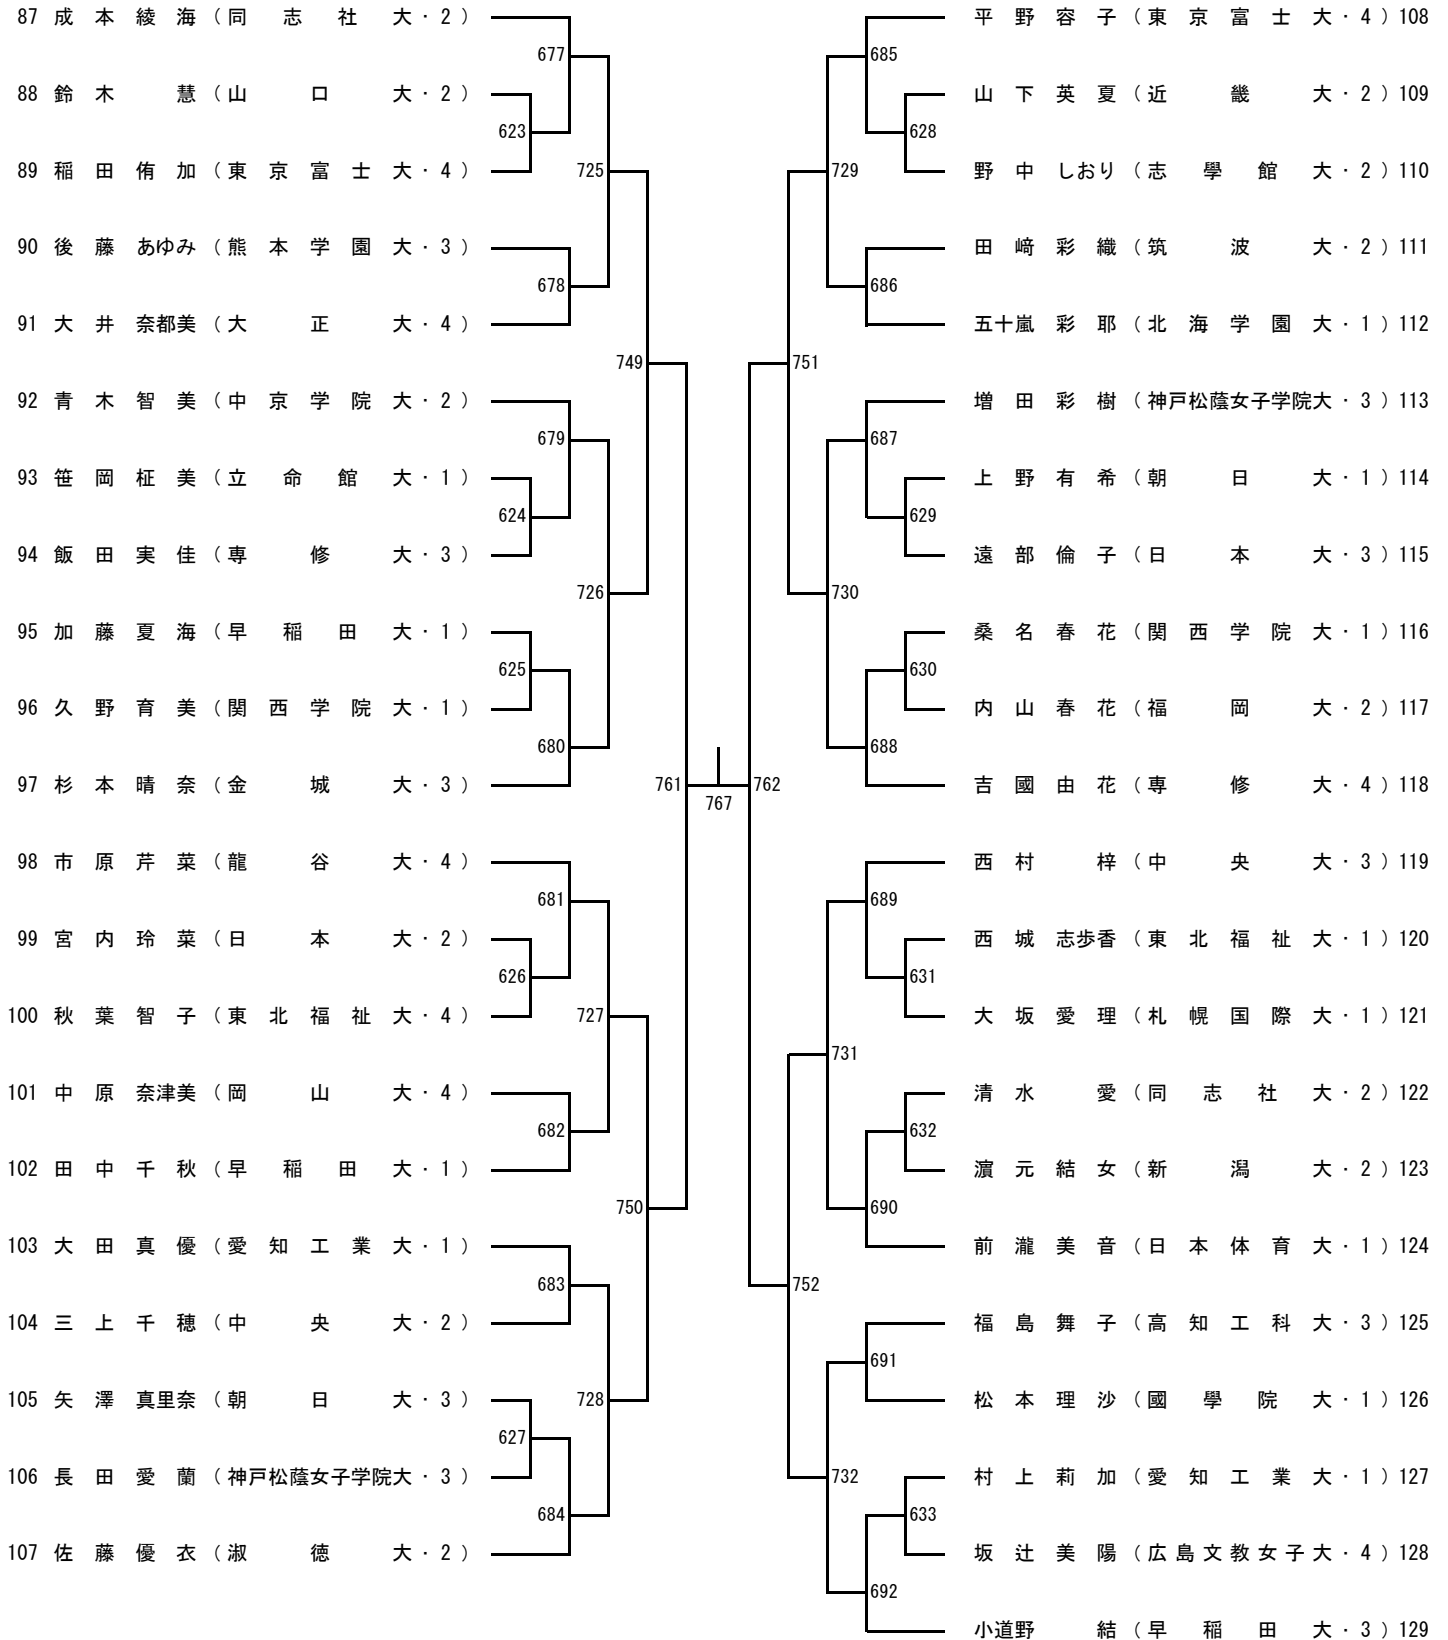 87 成本綾海 (同志社大・2)
677
88 鈴木慧 (山口大・2)
623
89 稲田侑加 (東京富士大・4)
725
90 後藤あゆみ (熊本学園大・3)
678
91 大井奈都美 (大正大・4)
749
92 青木智美 (中京学院大・2)
679
93 笹岡柾美 (立命館大・1)
624
94 飯田実佳 (専修大・3)
726
95 加藤夏海 (早稲田大・1)
625
96 久野育美 (関西学院大・1)
680
97 杉本晴奈 (金城大・3)
761
767
98 市原芹菜 (龍谷大・4)
681
99 宮内玲菜 (日本大・2)
626
100 秋葉智子 (東北福祉大・4)
727
101 中原奈津美 (岡山大・4)
682
102 田中千秋 (早稲田大・1)
750
103 大田真優 (愛知工業大・1)
683
104 三上千穂 (中央大・2)
105 矢澤真里奈 (朝日大・3)
728
627
106 長田愛蘭 (神戸松蔭女子学院大・3)
684
107 佐藤優衣 (淑徳大・2)
平野容子 (東京富士大・4) 108
685
山下英夏 (近畿大・2) 109
628
野中しおり (志學館大・2) 110
729
田﨑彩織 (筑波大・2) 111
686
五十嵐彩耶 (北海学園大・1) 112
751
増田彩樹 (神戸松蔭女子学院大・3) 113
687
上野有希 (朝日大・1) 114
629
遠部倫子 (日本大・3) 115
730
桑名春花 (関西学院大・1) 116
630
内山春花 (福岡大・2) 117
688
吉國由花 (専修大・4) 118
762
西村梓 (中央大・3) 119
689
西城志歩香 (東北福祉大・1) 120
631
大坂愛理 (札幌国際大・1) 121
731
清水愛 (同志社大・2) 122
632
濵元結女 (新潟大・2) 123
690
前瀧美音 (日本体育大・1) 124
752
福島舞子 (高知工科大・3) 125
691
松本理沙 (國學院大・1) 126
村上莉加 (愛知工業大・1) 127
732
633
坂辻美陽 (広島文教女子大・4) 128
692
小道野結 (早稲田大・3) 129